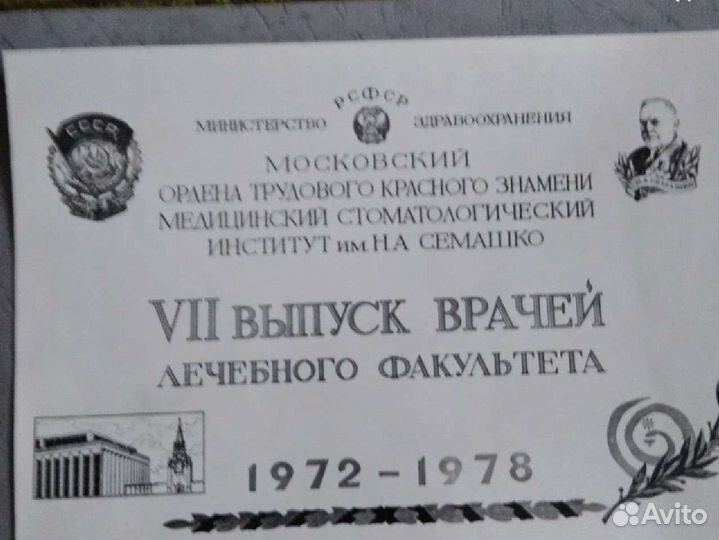 РСФСР
МИНИСТЕРСТВО ЗДРАВООХРАНЕНИЯ
СССР
МОСКОВСКИЙ
ОРДЕНА ТРУДОВОГО КРАСНОГО ЗНАМЕНИ
МЕДИЦИНСКИЙ СТОМАТОЛОГИЧЕСКИЙ
ИНСТИТУТ им. Н А СЕМАШКО
VII ВЫПУСК ВРАЧЕЙ
ЛЕЧЕБНОГО ФАКУЛЬТЕТА
1972 - 1978
Avito